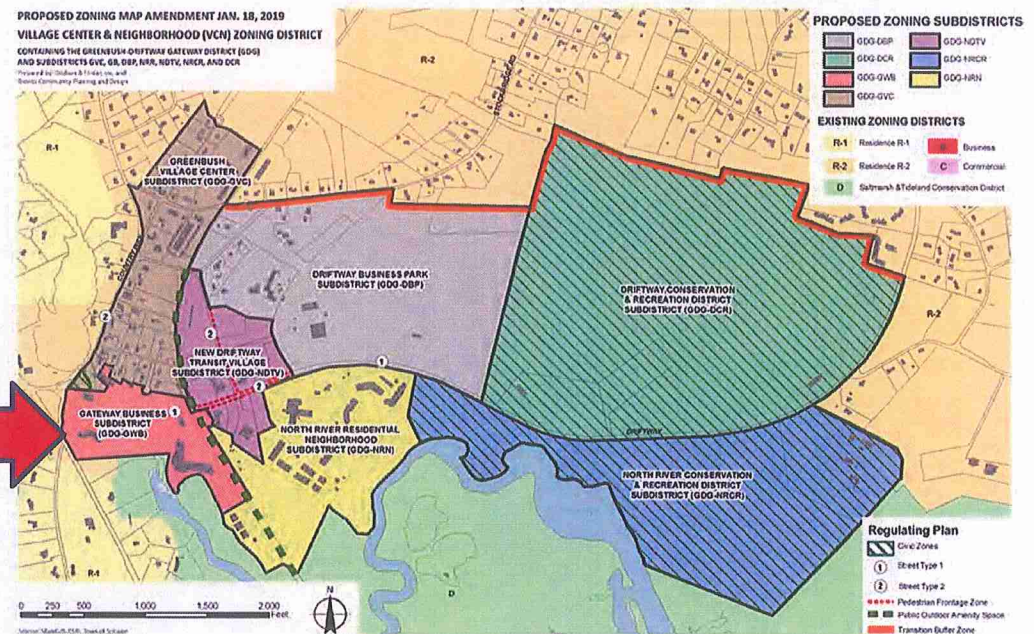 PROPOSED ZONING MAP AMENDMENT JAN. 18, 2019
VILLAGE CENTER & NEIGHBORHOOD (VCN) ZONING DISTRICT
CONTAINING THE GREENBUSH-DRIFTWAY GATEWAY DISTRICT (GDG)
AND SUBDISTRICTS GVC, GB, DBP, NRR, NDTV, NRCR, AND DCR
PROPOSED ZONING SUBDISTRICTS
GDG-DBP
GDG-NDTV
GDG-DCR
GDG-NRCR
GDG-GWB
GDG-NRN
GDG-GVC
EXISTING ZONING DISTRICTS
R-1 Residence R-1
Business
R-2 Residence R-2
C Commercial
D Saltmarsh & Tideland Conservation District
R-2
R-1
GREENBUSH
VILLAGE CENTER
SUBDISTRICT (GDG-GVC)
DRIFTWAY BUSINESS PARK
SUBDISTRICT (GDG-DBP)
DRIFTWAY CONSERVATION
& RECREATION DISTRICT
SUBDISTRICT (GDG-DCR)
R-2
2
2
NEW DRIFTWAY
TRANSIT VILLAGE
SUBDISTRICT (GDG-NDTV)
1
2
GATEWAY BUSINESS
SUBDISTRICT
(GDG-GWB)
1
NORTH RIVER RESIDENTIAL
NEIGHBORHOOD
SUBDISTRICT (GDG-NRN)
DRIFTWAY
NORTH RIVER CONSERVATION
& RECREATION DISTRICT
SUBDISTRICT (GDG-NRCR)
R-1
D
Regulating Plan
Civic Zones
1 Street Type 1
2 Street Type 2
Pedestrian Frontage Zone
Public Outdoor Amenity Space
Transition Buffer Zone
0 250 500 1,000 1,500 2,000
Feet
N